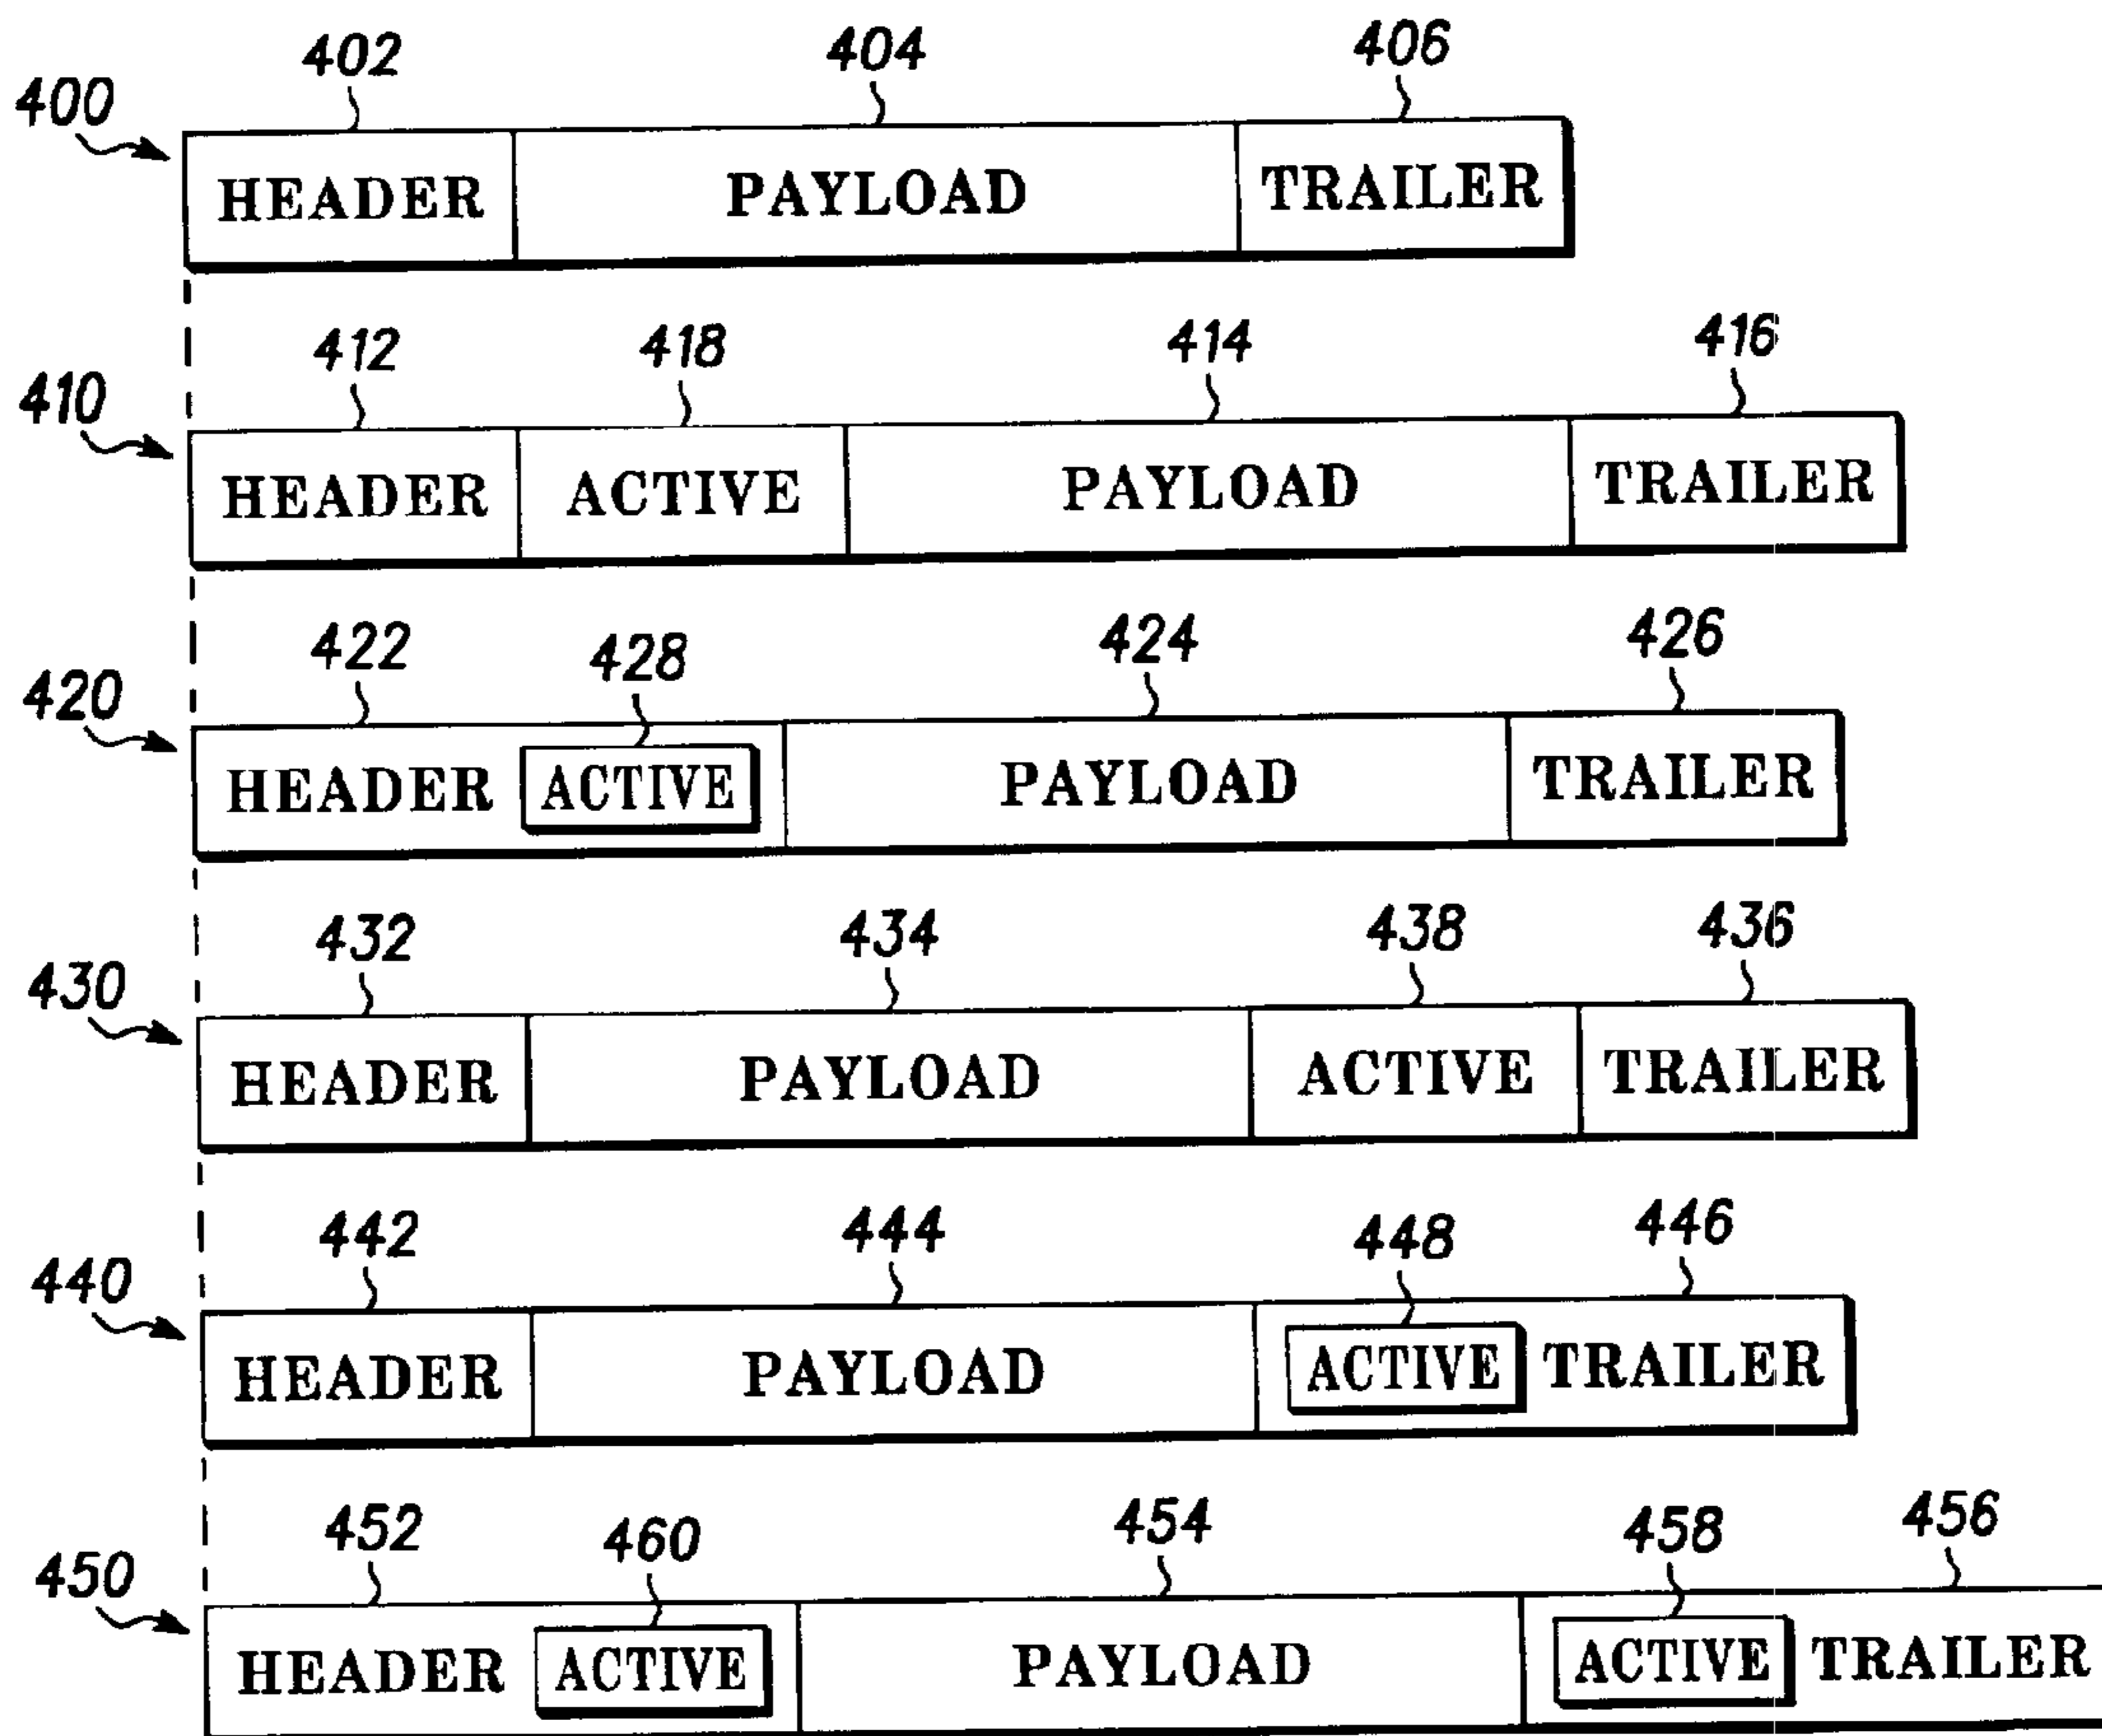 402 404 406
400
HEADER PAYLOAD TRAILER
412 418 414 416
410
HEADER ACTIVE PAYLOAD TRAILER
422 428 424 426
420
HEADER ACTIVE PAYLOAD TRAILER
432 434 438 436
430
HEADER PAYLOAD ACTIVE TRAILER
442 444 448 446
440
HEADER PAYLOAD ACTIVE TRAILER
452 460 454 458 456
450
HEADER ACTIVE PAYLOAD ACTIVE TRAILER